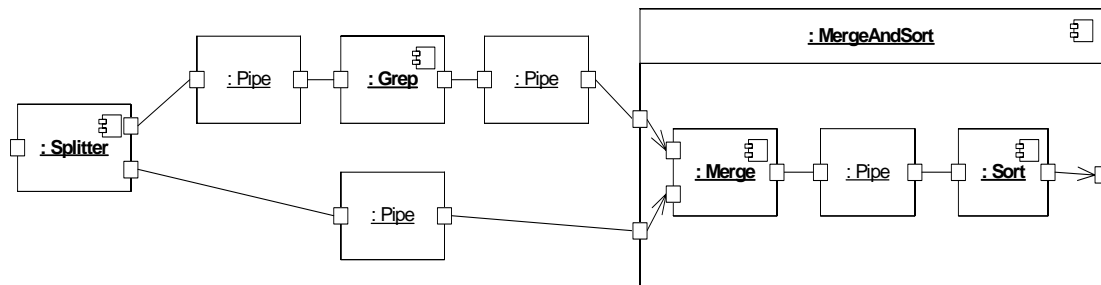 : MergeAndSort
: Pipe
: Grep
: Pipe
: Splitter
: Merge
: Pipe
: Sort
: Pipe